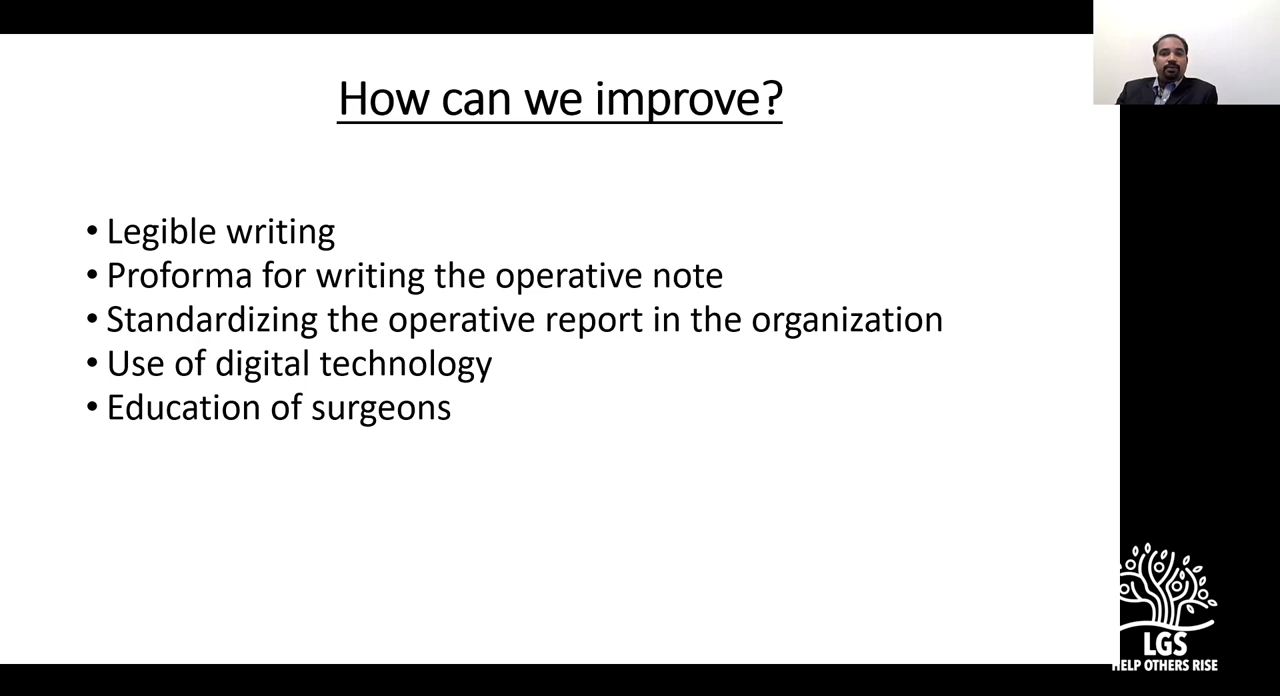 How can we improve?
• Legible writing
• Proforma for writing the operative note
• Standardizing the operative report in the organization
• Use of digital technology
• Education of surgeons
LGS
HELP OTHERS RISE